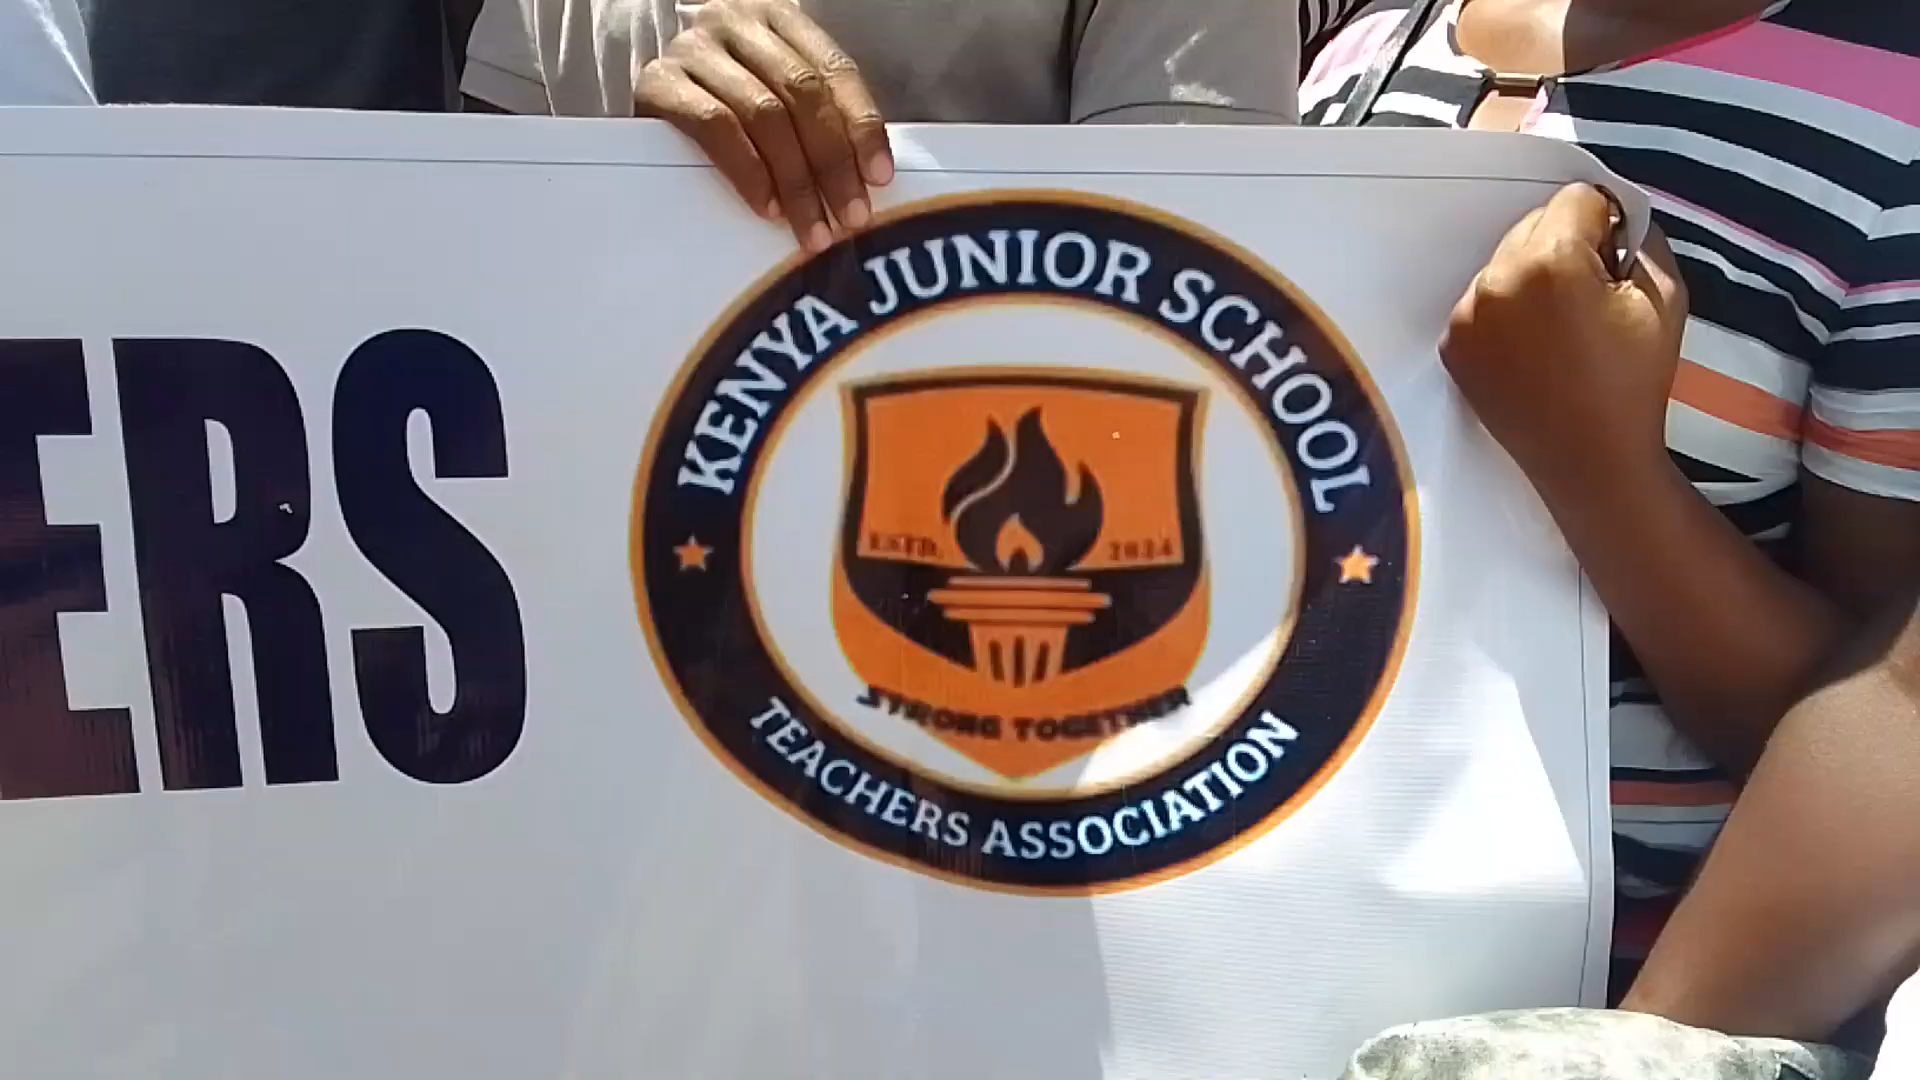 ERS
KENYA JUNIOR SCHOOL
ESTD. 2024
STRONG TOGETHER
TEACHERS ASSOCIATION